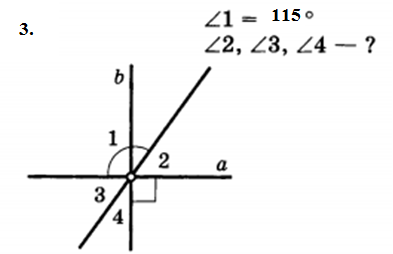 3.
∠1 = 115°
∠2, ∠3, ∠4 — ?
b
1
2
a
3
4